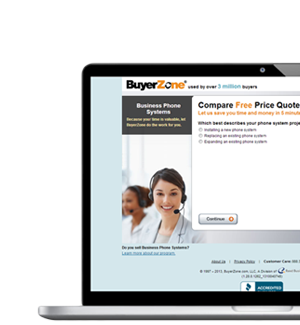 BuyerZone® used by over 3 million buyers
Business Phone
Systems
Because your time is valuable, let
BuyerZone do the work for you.
Compare Free Price Quote
Let us save you time and money in 5 minute
Which best describes your phone system proje
Installing a new phone system
Replacing an existing phone system
Expanding an existing phone system
Continue
Do you sell Business Phone Systems?
Learn more about our program.
About Us | Privacy Policy | Customer Care
BuyerZone.com, LLC, A Division of
BBB
ACCREDITED